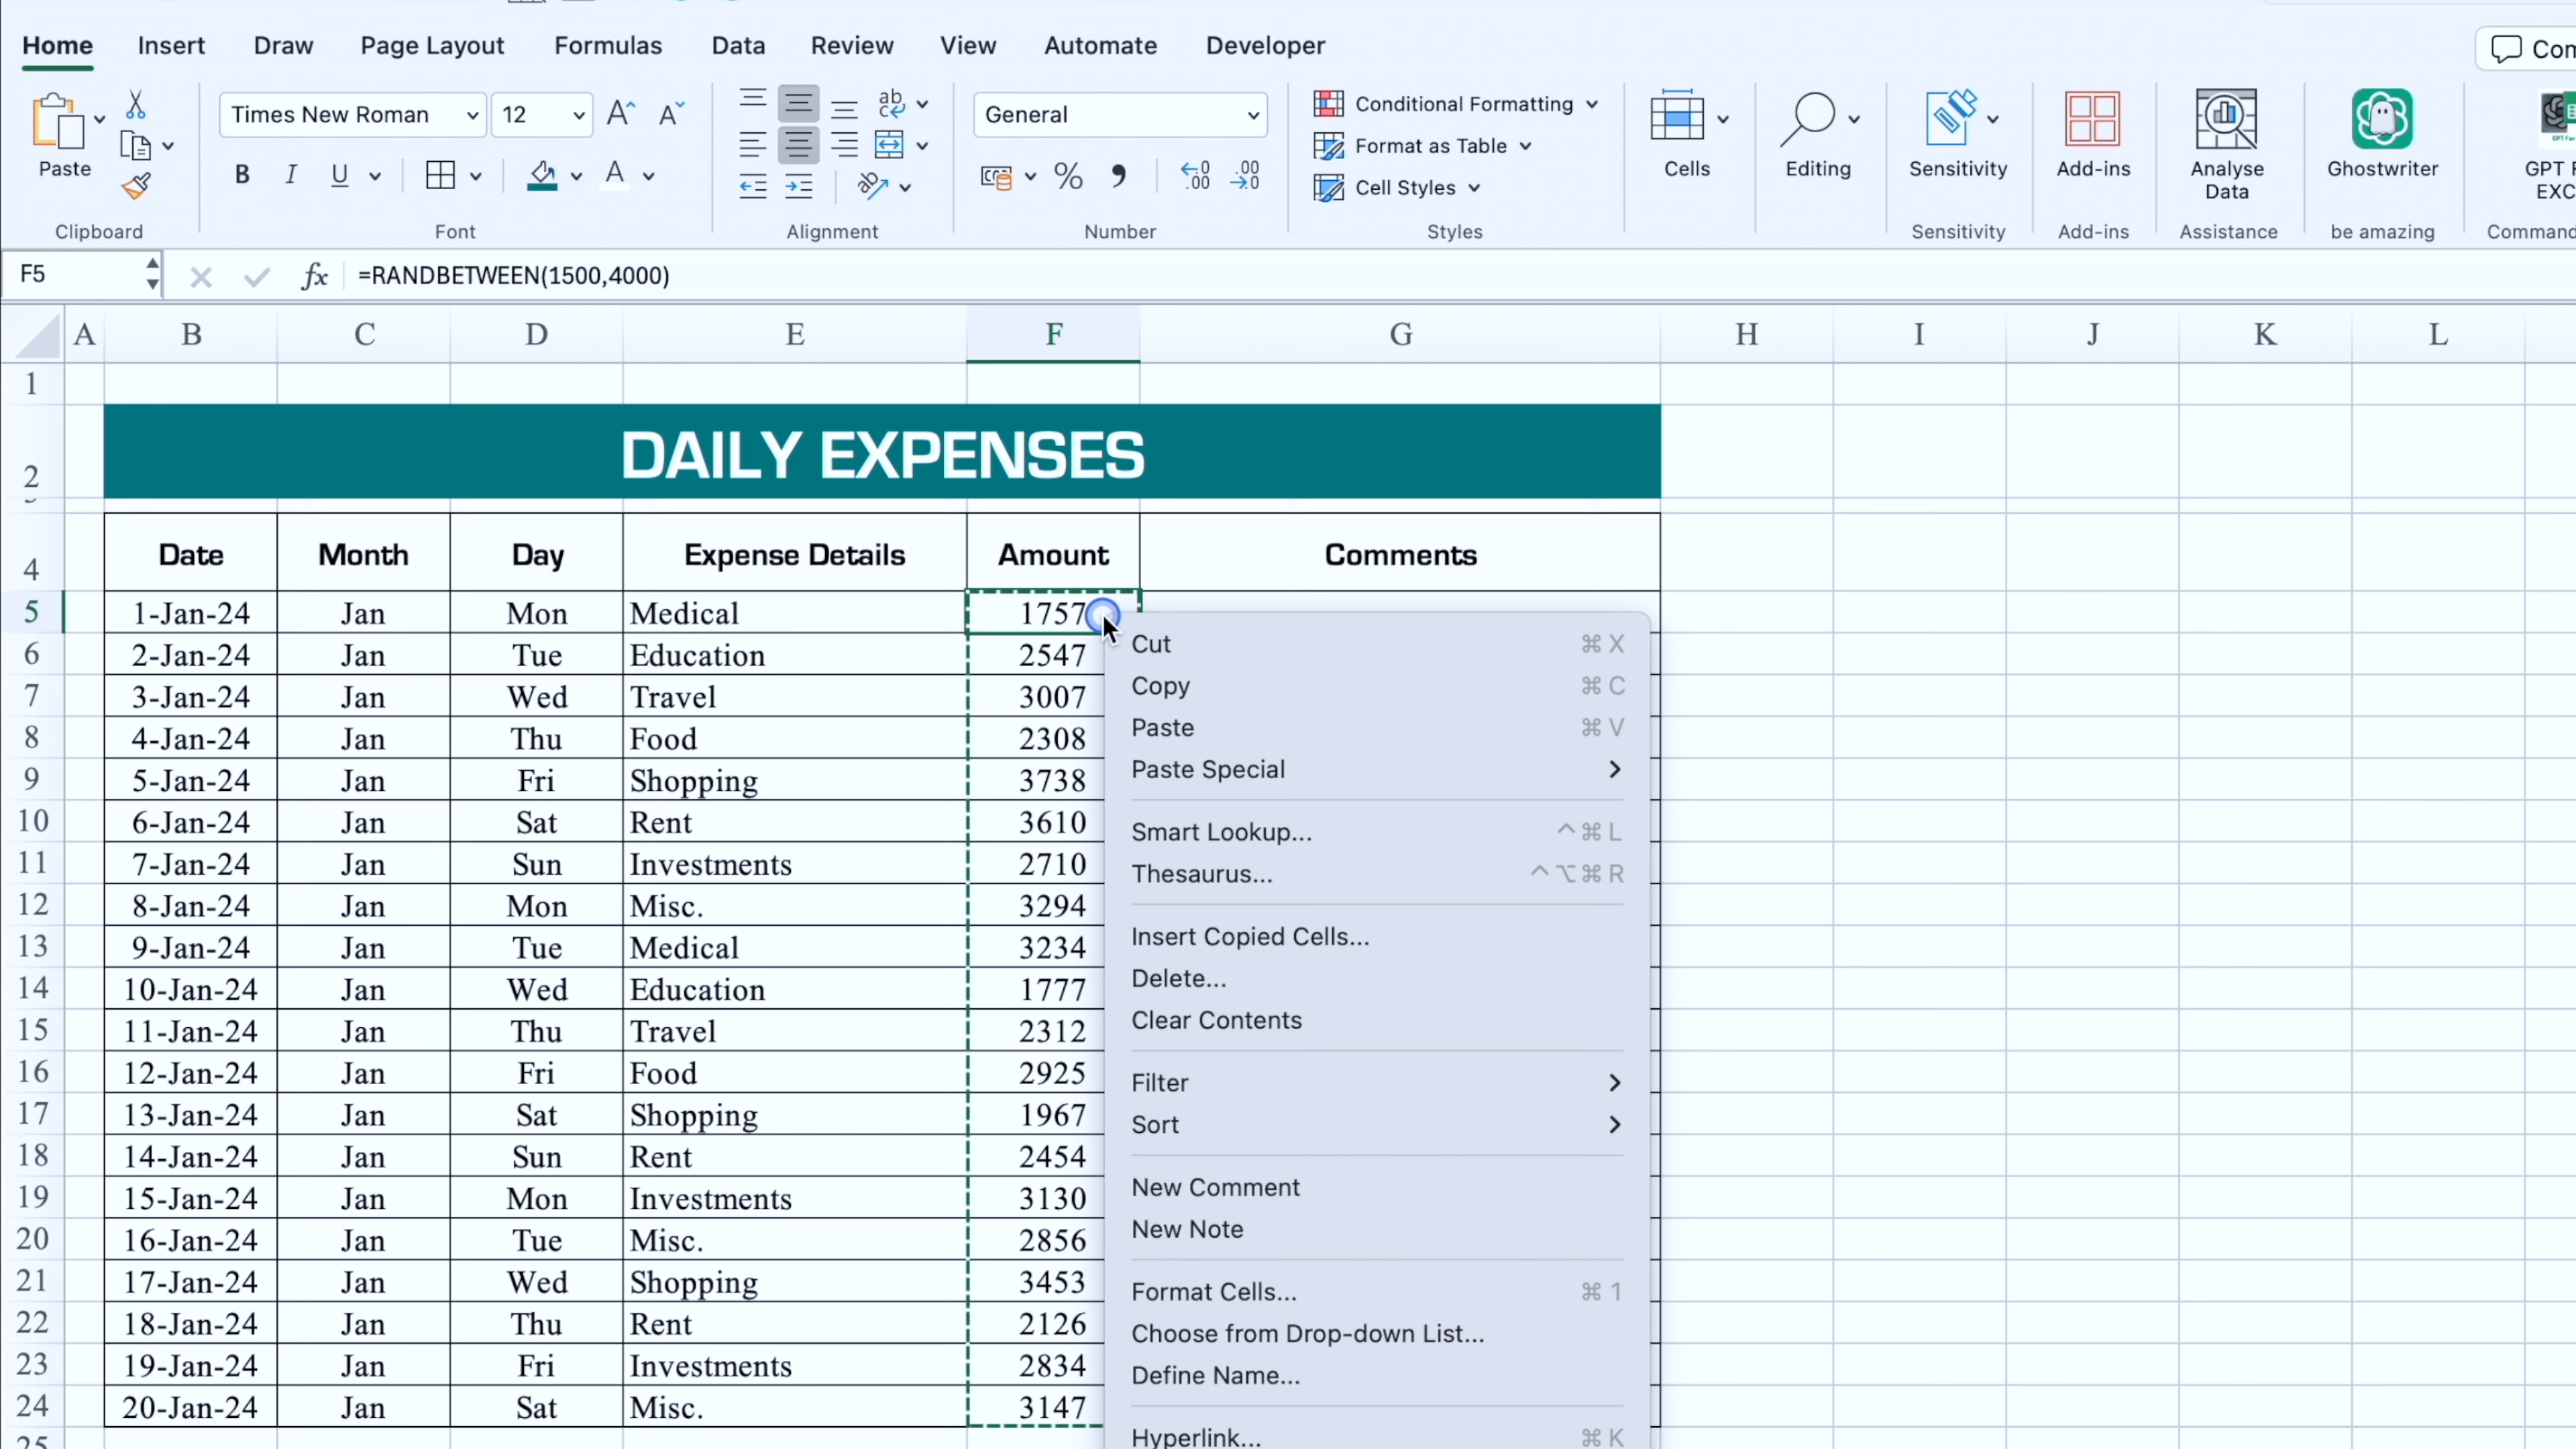 Home Insert Draw Page Layout Formulas Data Review View Automate Developer
Paste Times New Roman 12 General Conditional Formatting Format as Table Cell Styles Cells Editing Sensitivity Add-ins Analyse Data Ghostwriter
Clipboard Font Alignment Number Styles Sensitivity Add-ins Assistance be amazing
F5 fx =RANDBETWEEN(1500,4000)
A B C D E F G H I J K L
1
2 DAILY EXPENSES
4 Date Month Day Expense Details Amount Comments
5 1-Jan-24 Jan Mon Medical 1757
6 2-Jan-24 Jan Tue Education 2547
7 3-Jan-24 Jan Wed Travel 3007
8 4-Jan-24 Jan Thu Food 2308
9 5-Jan-24 Jan Fri Shopping 3738
10 6-Jan-24 Jan Sat Rent 3610
11 7-Jan-24 Jan Sun Investments 2710
12 8-Jan-24 Jan Mon Misc. 3294
13 9-Jan-24 Jan Tue Medical 3234
14 10-Jan-24 Jan Wed Education 1777
15 11-Jan-24 Jan Thu Travel 2312
16 12-Jan-24 Jan Fri Food 2925
17 13-Jan-24 Jan Sat Shopping 1967
18 14-Jan-24 Jan Sun Rent 2454
19 15-Jan-24 Jan Mon Investments 3130
20 16-Jan-24 Jan Tue Misc. 2856
21 17-Jan-24 Jan Wed Shopping 3453
22 18-Jan-24 Jan Thu Rent 2126
23 19-Jan-24 Jan Fri Investments 2834
24 20-Jan-24 Jan Sat Misc. 3147
25
Cut ⌘ X
Copy ⌘ C
Paste ⌘ V
Paste Special
Smart Lookup... ^⌘ L
Thesaurus... ^⌥⌘ R
Insert Copied Cells...
Delete...
Clear Contents
Filter
Sort
New Comment
New Note
Format Cells... ⌘ 1
Choose from Drop-down List...
Define Name...
Hyperlink... ⌘ K